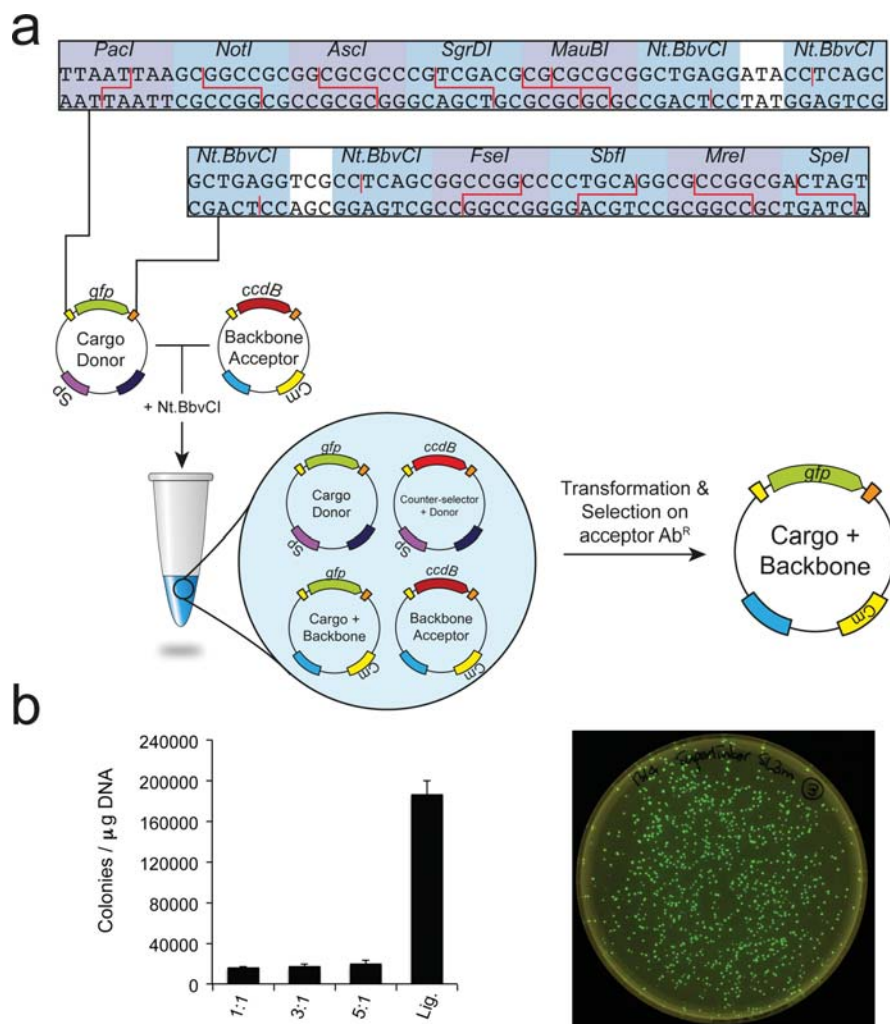 a
PacI NotI AscI SgrDI MauBI Nt.BbvCI Nt.BbvCI
TTAATTAAGCGGCCGCGGCGCGCCCGTCGACGCGCGCGCGGCTGAGGATACCTCAGC
AATTAATTCGCCGGCGCCGCGCGGGCAGCTGCGCGCGCGCCGACTCCTATGGAGTCG
Nt.BbvCI Nt.BbvCI FseI SbfI MreI SpeI
GCTGAGGTCGCCTCAGCGGCCGGCCCCTGCAGGCGCCGGCGACTAGT
CGACTCCAGCGGAGTCGCCGGCCGGGGACGTCCGCGGCCGCTGATCA
gfp
Cargo
Donor
Sp
ccdB
Backbone
Acceptor
Cm
+ Nt.BbvCI
gfp
Cargo
Donor
Sp
ccdB
Counter-selector
+ Donor
Sp
gfp
Cargo +
Backbone
Cm
ccdB
Backbone
Acceptor
Cm
Transformation &
Selection on
acceptor Abᴿ
gfp
Cargo +
Backbone
Cm
b
Colonies / μg DNA
240000
200000
160000
120000
80000
40000
0
1:1
3:1
5:1
Lig.